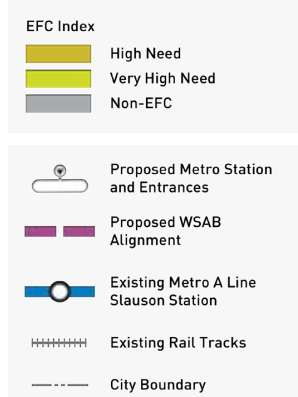 EFC Index
High Need
Very High Need
Non-EFC
Proposed Metro Station
and Entrances
Proposed WSAB
Alignment
Existing Metro A Line
Slauson Station
Existing Rail Tracks
City Boundary